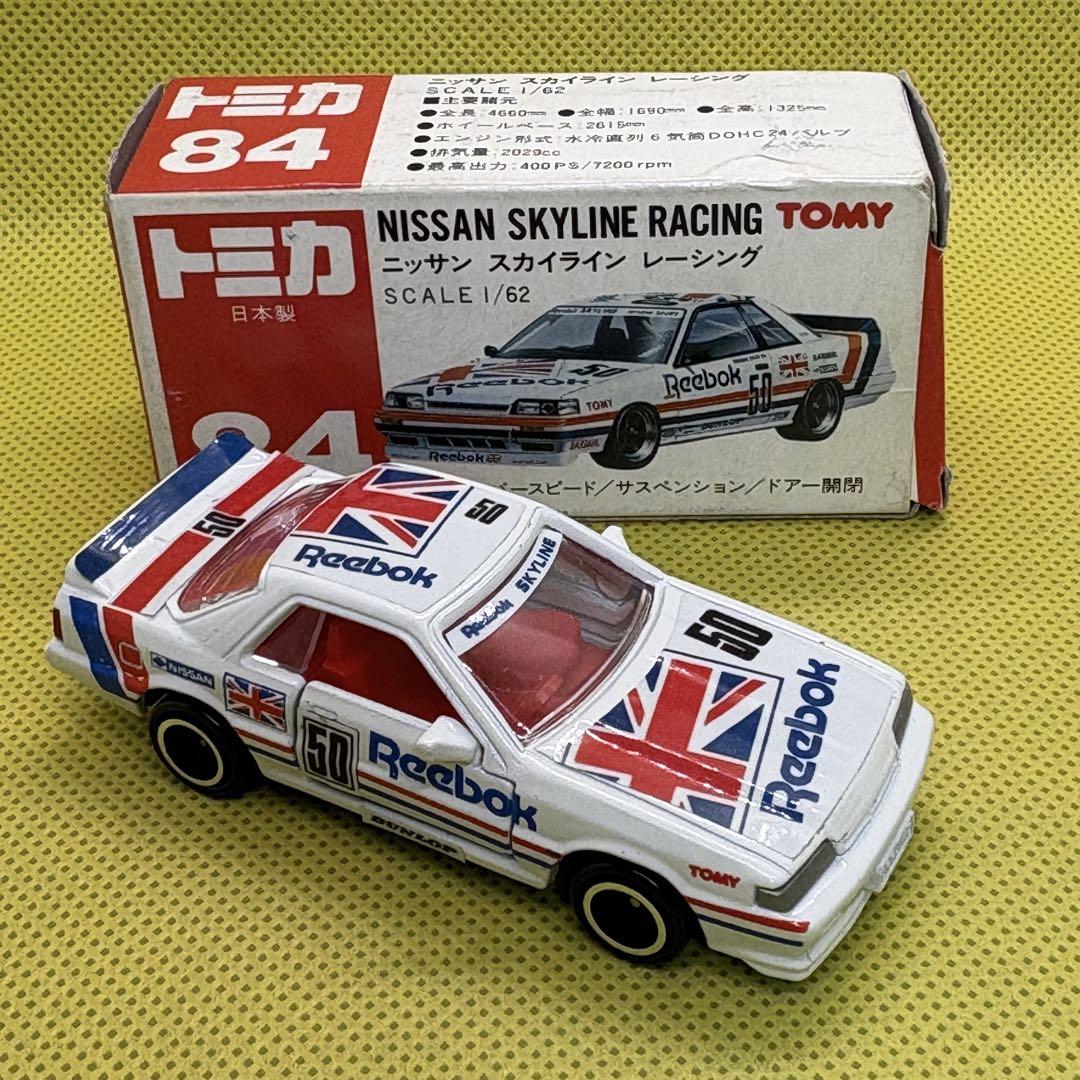 トミカ
84
ニッサン スカイライン レーシング
SCALE 1/62
■主要諸元
●全長:4660mm ●全幅:1690mm ●全高:1325mm
●ホイールベース:2615mm
●エンジン形式:水冷直列6気筒DOHC24バルブ
●排気量:2029cc
●最高出力:400PS/7200rpm
トミカ
日本製
84
NISSAN SKYLINE RACING TOMY
ニッサン スカイライン レーシング
SCALE 1/62
50
Reebok
50
TOMY
Reebok
ースピード/サスペンション/ドアー開閉
50
50
Reebok
Reebok SKYLINE
50
Reebok
NISSAN
50
Reebok
DUNLOP
TOMY